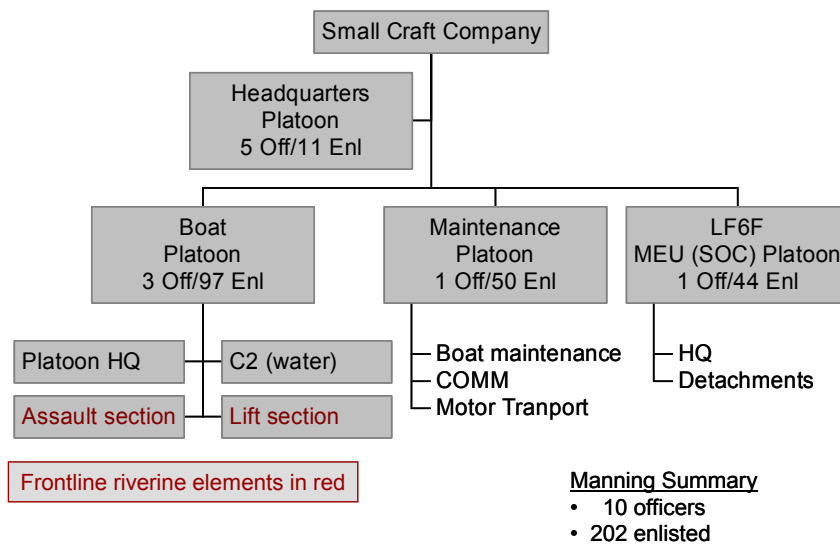 Small Craft Company
Headquarters
Platoon
5 Off/11 Enl
Boat
Platoon
3 Off/97 Enl
Maintenance
Platoon
1 Off/50 Enl
LF6F
MEU (SOC) Platoon
1 Off/44 Enl
Platoon HQ
C2 (water)
Assault section
Lift section
Boat maintenance
COMM
Motor Tranport
HQ
Detachments
Frontline riverine elements in red
Manning Summary
• 10 officers
• 202 enlisted